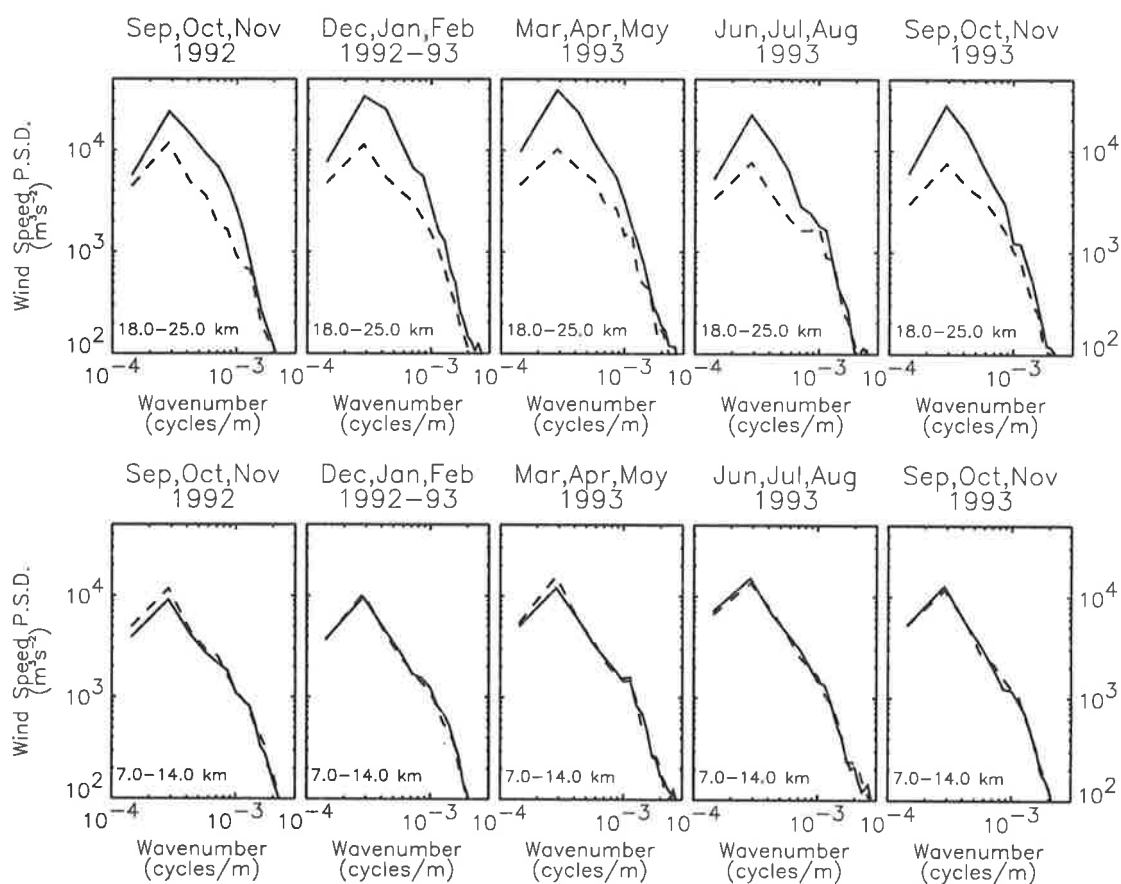 Sep,Oct,Nov
1992
Dec,Jan,Feb
1992-93
Mar,Apr,May
1993
Jun,Jul,Aug
1993
Sep,Oct,Nov
1993
Wind Speed P.S.D.
(m³s⁻²)
10⁴
10³
10²
18.0-25.0 km
18.0-25.0 km
18.0-25.0 km
18.0-25.0 km
18.0-25.0 km
10⁴
10³
10²
10⁻⁴
10⁻³
10⁻⁴
10⁻³
10⁻⁴
10⁻³
10⁻⁴
10⁻³
10⁻⁴
10⁻³
Wavenumber
(cycles/m)
Wavenumber
(cycles/m)
Wavenumber
(cycles/m)
Wavenumber
(cycles/m)
Wavenumber
(cycles/m)
Sep,Oct,Nov
1992
Dec,Jan,Feb
1992-93
Mar,Apr,May
1993
Jun,Jul,Aug
1993
Sep,Oct,Nov
1993
Wind Speed P.S.D.
(m³s⁻²)
10⁴
10³
10²
7.0-14.0 km
7.0-14.0 km
7.0-14.0 km
7.0-14.0 km
7.0-14.0 km
10⁴
10³
10²
10⁻⁴
10⁻³
10⁻⁴
10⁻³
10⁻⁴
10⁻³
10⁻⁴
10⁻³
10⁻⁴
10⁻³
Wavenumber
(cycles/m)
Wavenumber
(cycles/m)
Wavenumber
(cycles/m)
Wavenumber
(cycles/m)
Wavenumber
(cycles/m)